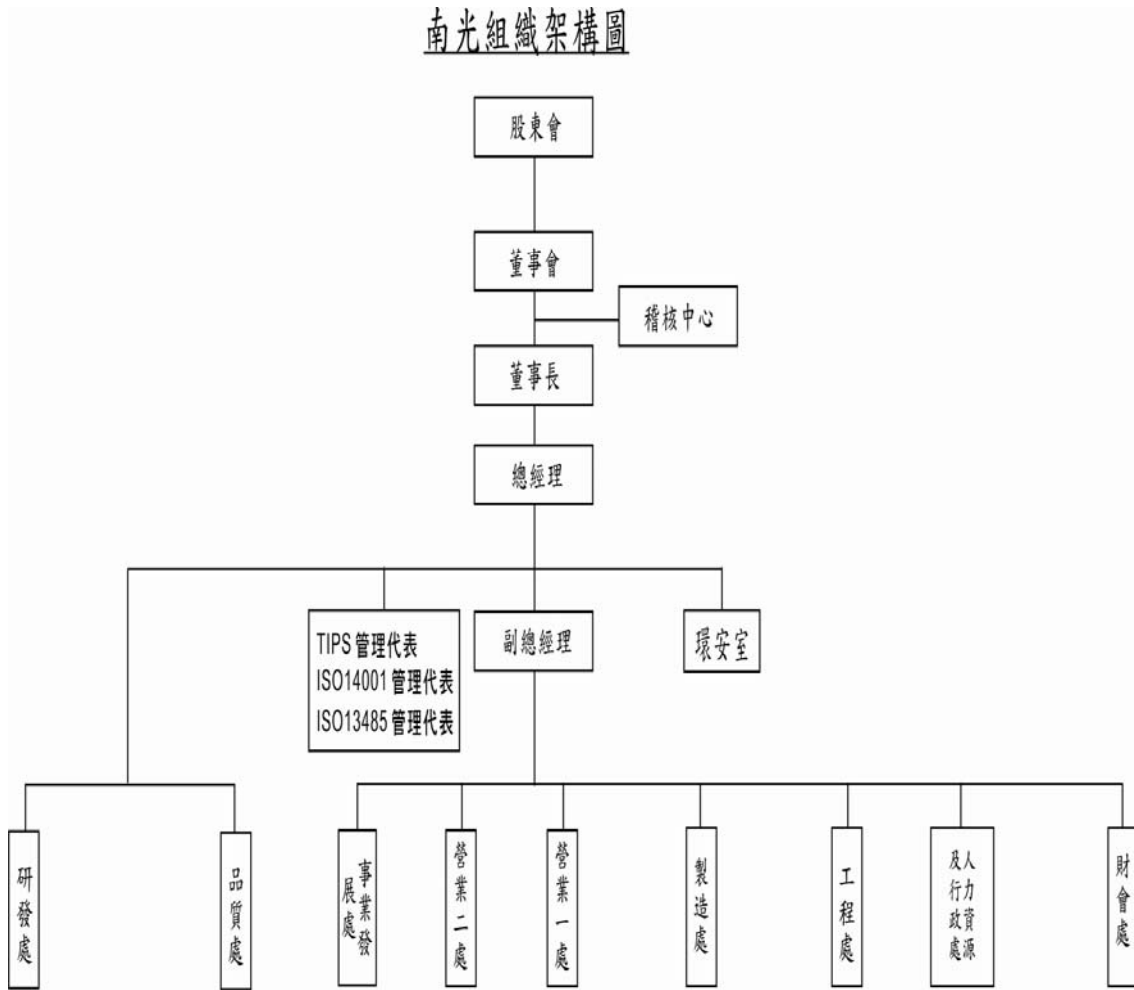 南光組織架構圖
股東會
董事會
稽核中心
董事長
總經理
TIPS 管理代表
ISO14001 管理代表
ISO13485 管理代表
副總經理
環安室
研發處
品質處
事業發
展處
營業二處
營業一處
製造處
工程處
人力資源
及行政處
財會處